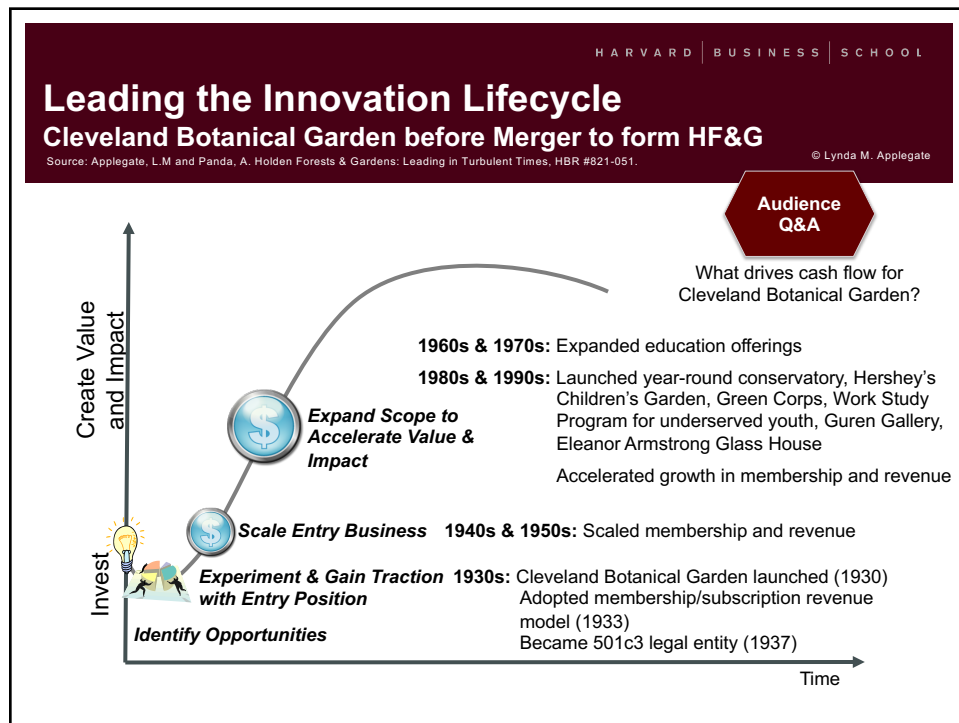 HARVARD | BUSINESS | SCHOOL
Leading the Innovation Lifecycle
Cleveland Botanical Garden before Merger to form HF&G
Source: Applegate, L.M and Panda, A. Holden Forests & Gardens: Leading in Turbulent Times, HBR #821-051.
© Lynda M. Applegate
Audience
Q&A
What drives cash flow for
Cleveland Botanical Garden?
Create Value
and Impact
Invest
1960s & 1970s: Expanded education offerings
1980s & 1990s: Launched year-round conservatory, Hershey's
Children's Garden, Green Corps, Work Study
Program for underserved youth, Guren Gallery,
Eleanor Armstrong Glass House
Accelerated growth in membership and revenue
$
Expand Scope to
Accelerate Value &
Impact
$
Scale Entry Business
1940s & 1950s: Scaled membership and revenue
Experiment & Gain Traction
with Entry Position
1930s: Cleveland Botanical Garden launched (1930)
Adopted membership/subscription revenue
model (1933)
Became 501c3 legal entity (1937)
Identify Opportunities
Time